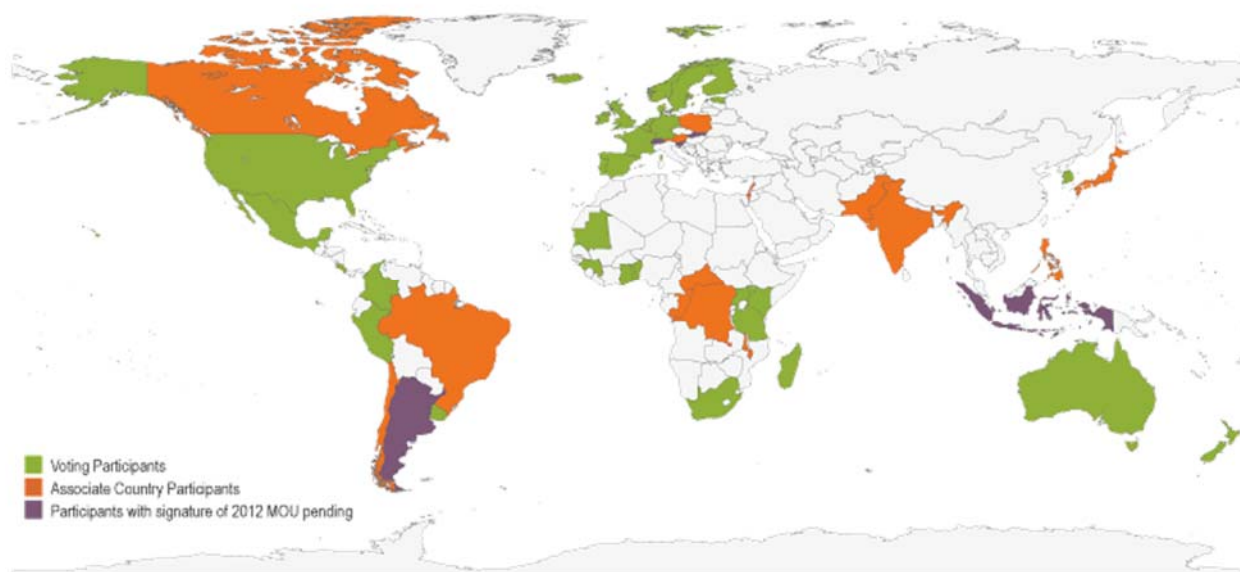 Voting Participants
Associate Country Participants
Participants with signature of 2012 MOU pending